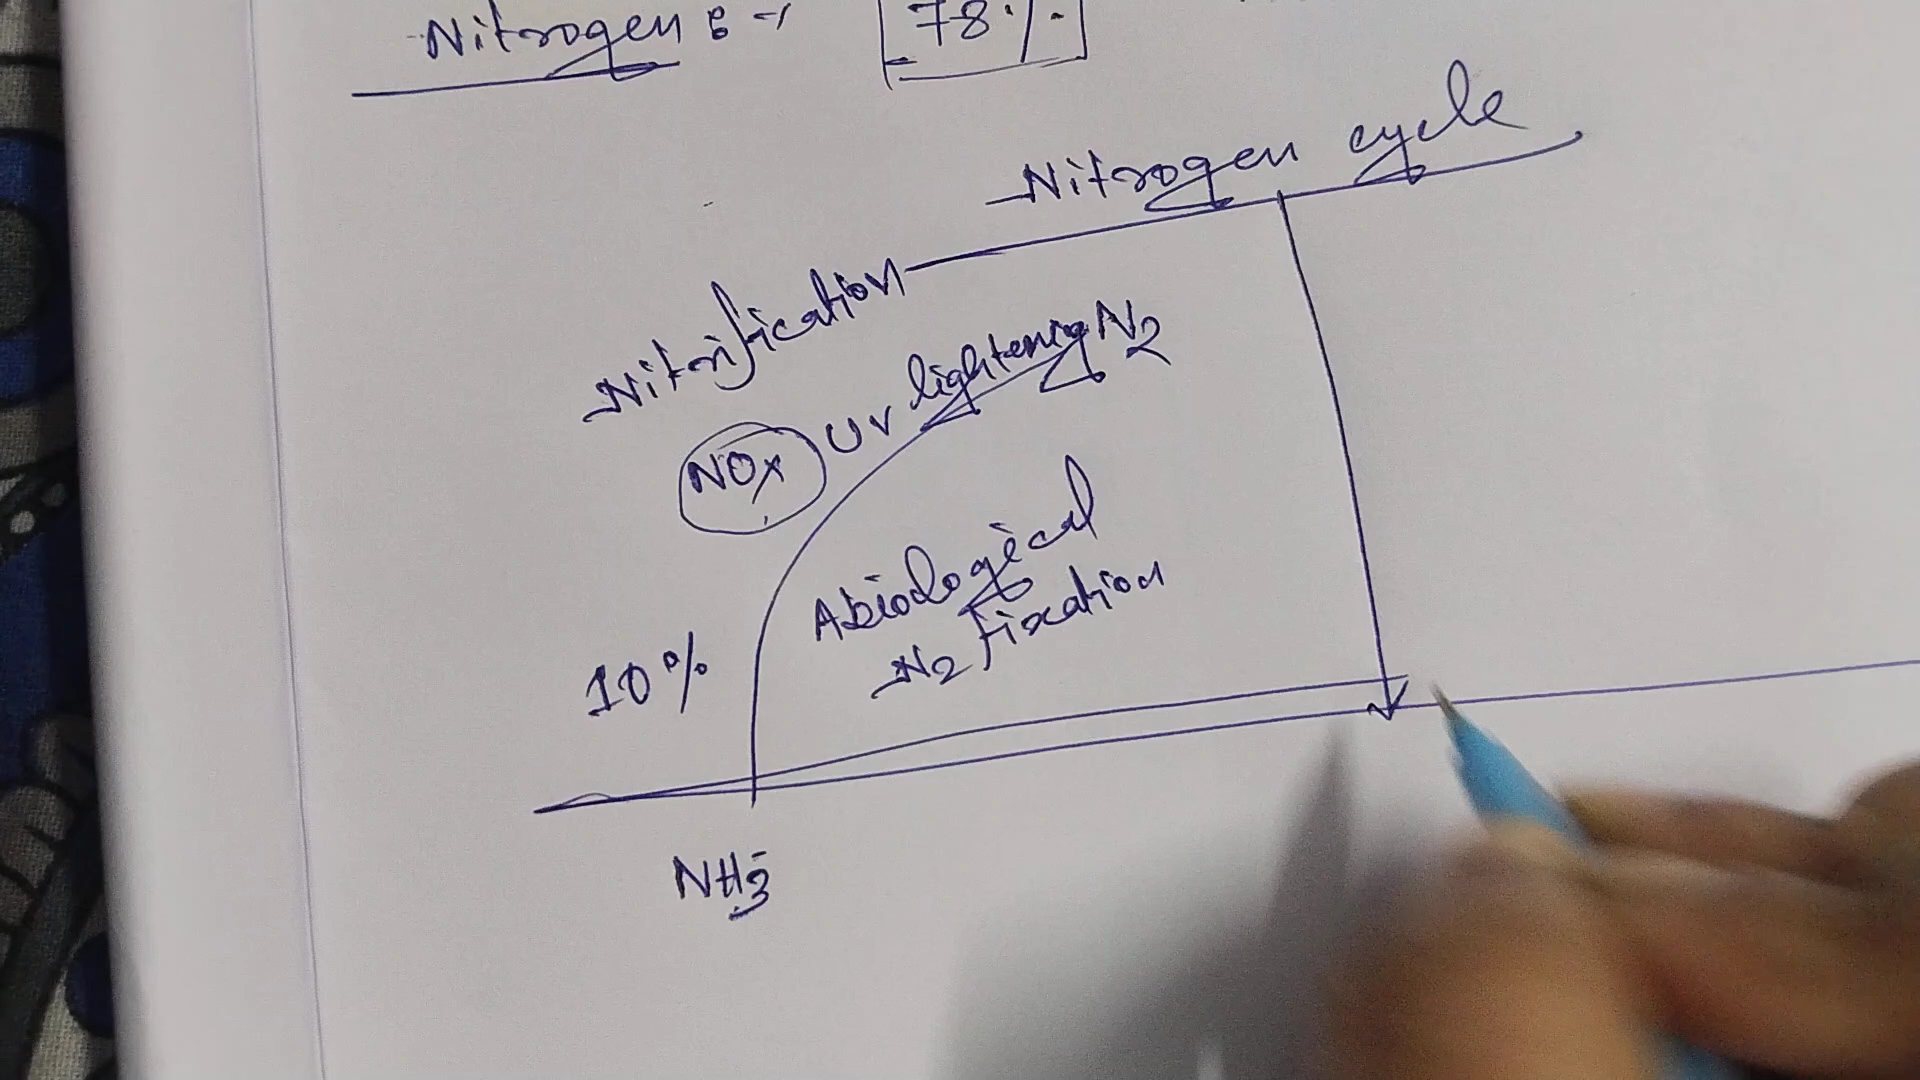 Nitrogen :- 78%
Nitrogen cycle
Nitrification
UV lightening N2
NOx
Abiological
N2 fixation
10%
NH3